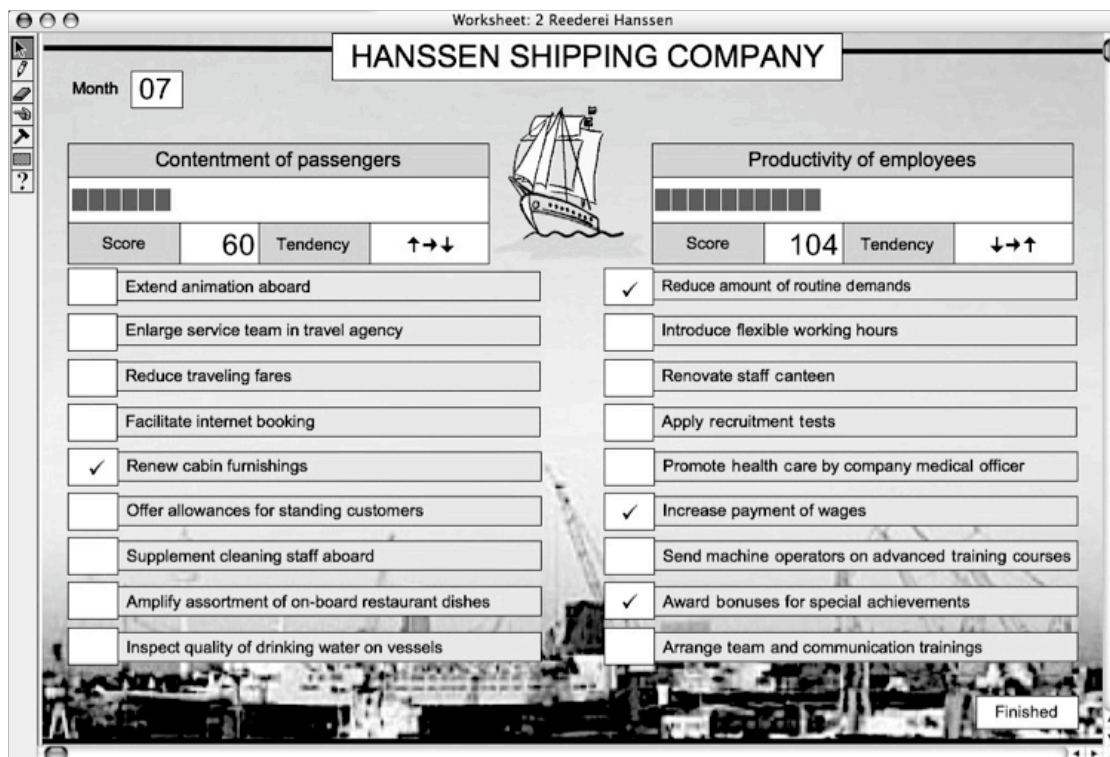 Worksheet: 2 Reederei Hanssen
HANSSEN SHIPPING COMPANY
Month 07
Contentment of passengers
Score 60 Tendency ↑→↓
Extend animation aboard
Enlarge service team in travel agency
Reduce traveling fares
Facilitate internet booking
✓ Renew cabin furnishings
Offer allowances for standing customers
Supplement cleaning staff aboard
Amplify assortment of on-board restaurant dishes
Inspect quality of drinking water on vessels
Productivity of employees
Score 104 Tendency ↓→↑
✓ Reduce amount of routine demands
Introduce flexible working hours
Renovate staff canteen
Apply recruitment tests
Promote health care by company medical officer
✓ Increase payment of wages
Send machine operators on advanced training courses
✓ Award bonuses for special achievements
Arrange team and communication trainings
Finished
?